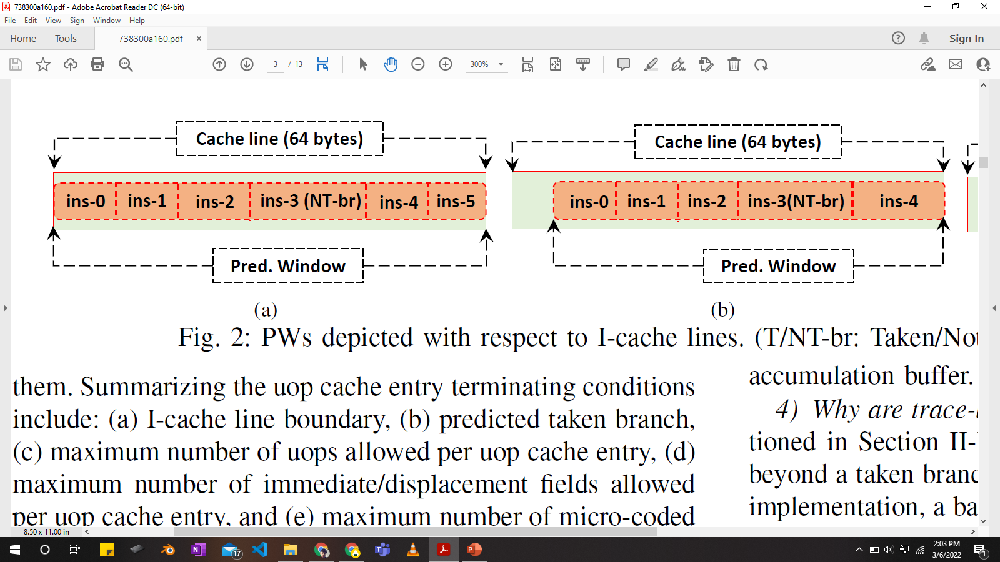 738300a160.pdf - Adobe Acrobat Reader DC (64-bit)
File Edit View Sign Window Help
Home Tools 738300a160.pdf × Sign In
3 / 13 300%
Cache line (64 bytes) Cache line (64 bytes)
ins-0 ins-1 ins-2 ins-3 (NT-br) ins-4 ins-5 ins-0 ins-1 ins-2 ins-3(NT-br) ins-4
Pred. Window Pred. Window
(a) (b)
Fig. 2: PWs depicted with respect to I-cache lines. (T/NT-br: Taken/Not
them. Summarizing the uop cache entry terminating conditions
include: (a) I-cache line boundary, (b) predicted taken branch,
(c) maximum number of uops allowed per uop cache entry, (d)
maximum number of immediate/displacement fields allowed
per uop cache entry, and (e) maximum number of micro-coded
accumulation buffer.
4) Why are trace-
tioned in Section II-
beyond a taken branc
implementation, a ba
8.50 x 11.00 in
17
2:03 PM
3/6/2022
1